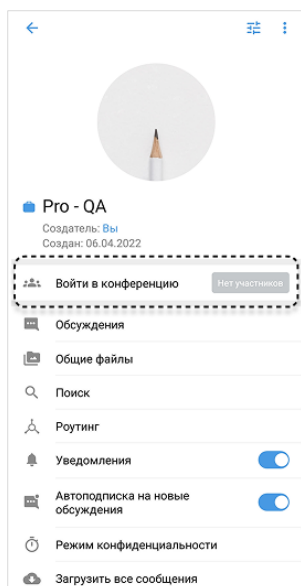 Pro - QA
Создатель: Вы
Создан: 06.04.2022
Войти в конференцию Нет участников
Обсуждения
Общие файлы
Поиск
Роутинг
Уведомления
Автоподписка на новые
обсуждения
Режим конфиденциальности
Загрузить все сообщения